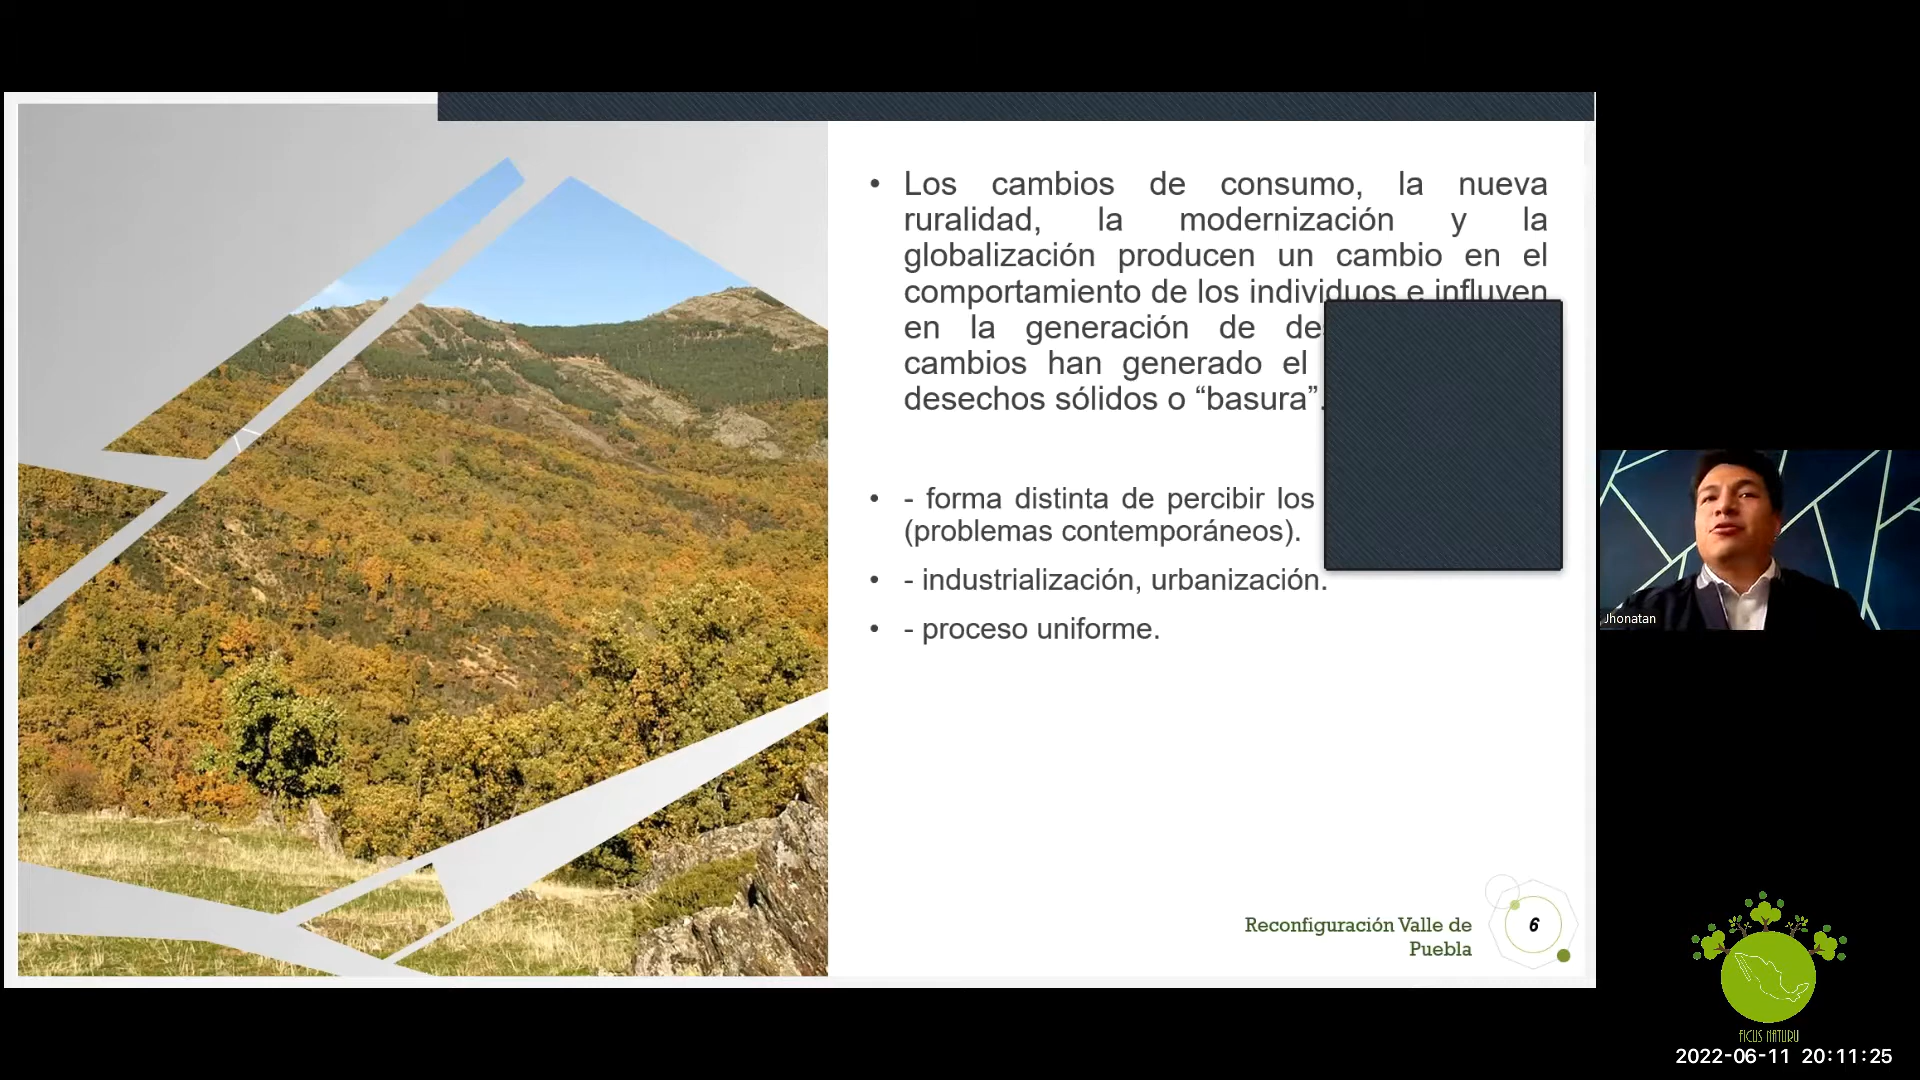 • Los cambios de consumo, la nueva
ruralidad, la modernización y la
globalización producen un cambio en el
comportamiento de los individuos e influyen
en la generación de
cambios han generado el
desechos sólidos o “basura”.
• - forma distinta de percibir los
(problemas contemporáneos).
• - industrialización, urbanización.
• - proceso uniforme.
Reconfiguración Valle de
Puebla
6
Jhonatan
FICUS NATURU
2022-06-11 20:11:25